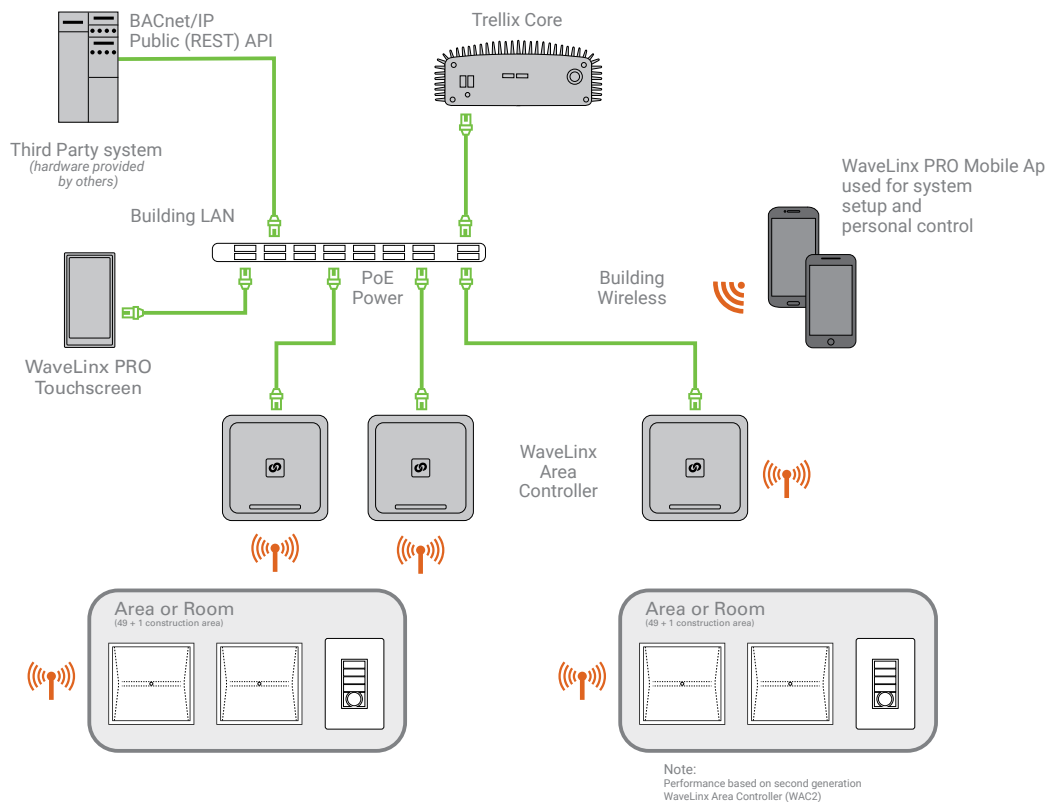 BACnet/IP
Public (REST) API
Trellix Core
Third Party system
(hardware provided
by others)
WaveLinx PRO Mobile Ap
used for system
setup and
personal control
Building LAN
PoE
Power
Building
Wireless
WaveLinx PRO
Touchscreen
WaveLinx
Area
Controller
Area or Room
(49 + 1 construction area)
Area or Room
(49 + 1 construction area)
Note:
Performance based on second generation
WaveLinx Area Controller (WAC2)